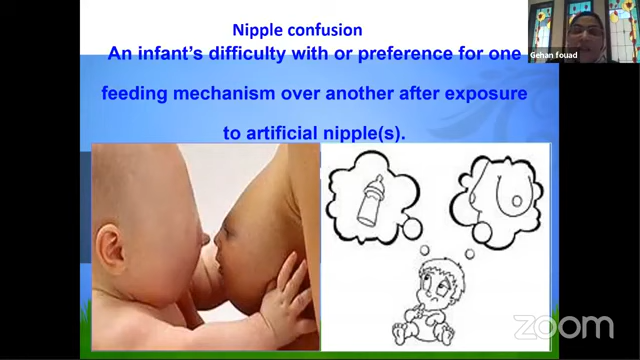 Nipple confusion
An infant's difficulty with or preference for one
feeding mechanism over another after exposure
to artificial nipple(s).
Gehan fouad
zoom